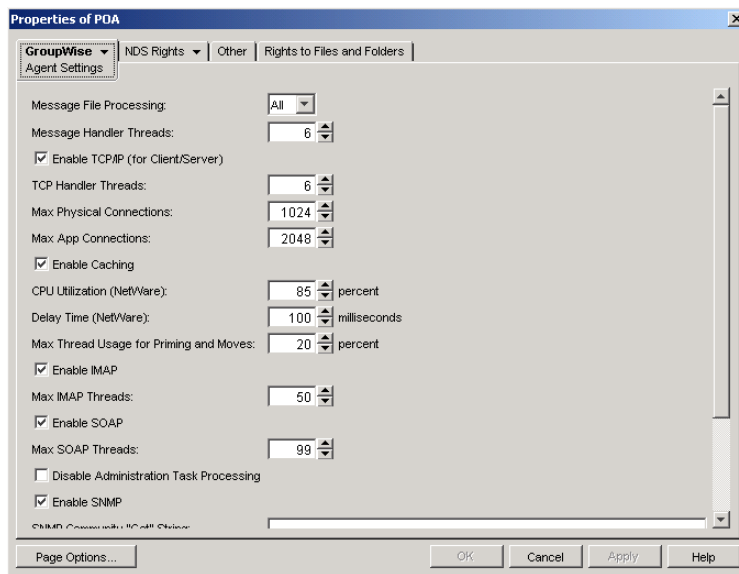 Properties of POA
GroupWise NDS Rights Other Rights to Files and Folders
Agent Settings
Message File Processing: All
Message Handler Threads: 6
Enable TCP/IP (for Client/Server)
TCP Handler Threads: 6
Max Physical Connections: 1024
Max App Connections: 2048
Enable Caching
CPU Utilization (NetWare): 85 percent
Delay Time (NetWare): 100 milliseconds
Max Thread Usage for Priming and Moves: 20 percent
Enable IMAP
Max IMAP Threads: 50
Enable SOAP
Max SOAP Threads: 99
Disable Administration Task Processing
Enable SNMP
SNMP Community "Get" String:
Page Options... OK Cancel Apply Help